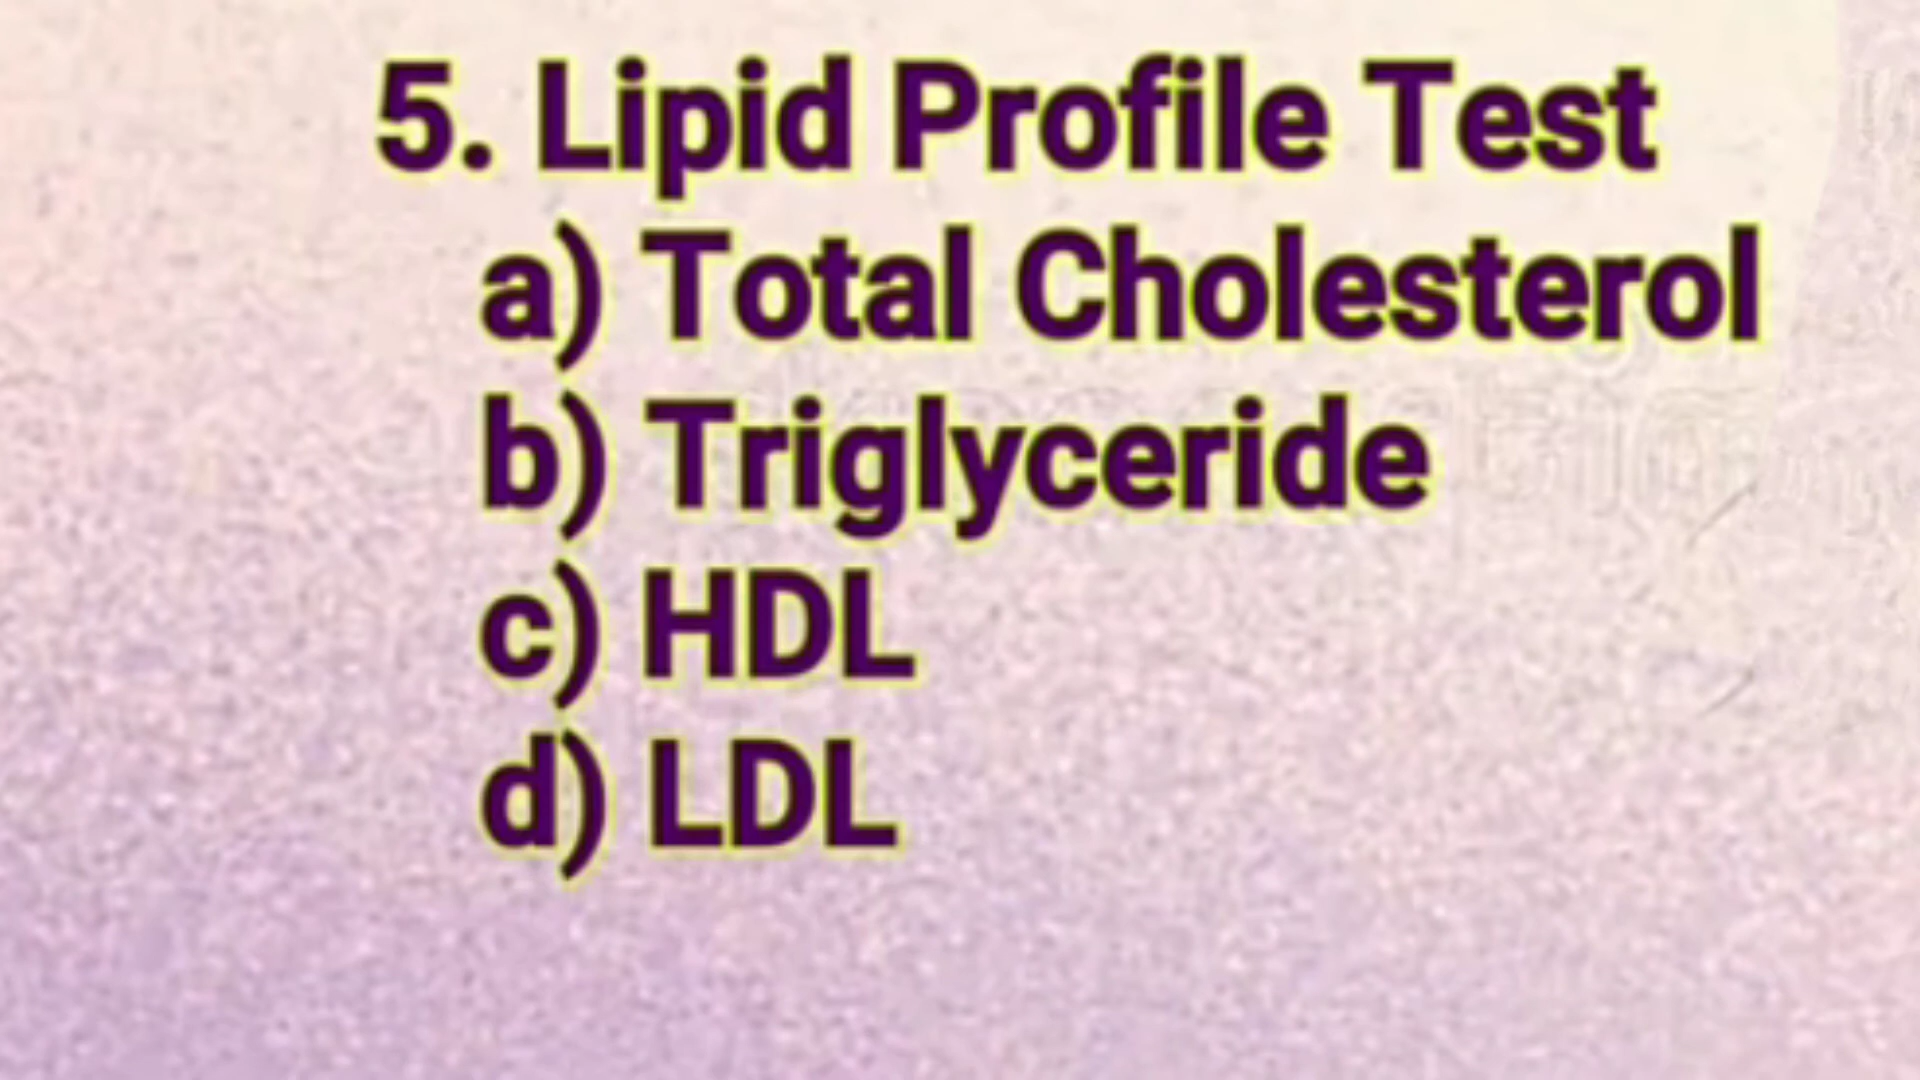 5. Lipid Profile Test
a) Total Cholesterol
b) Triglyceride
c) HDL
d) LDL